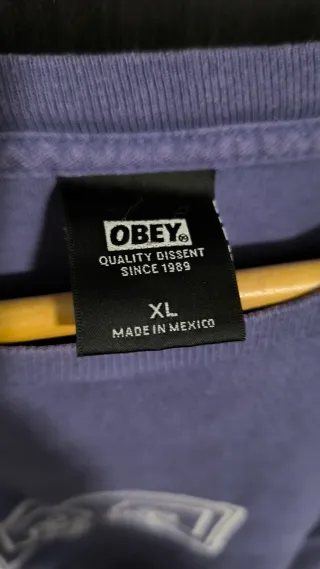 OBEY®
QUALITY DISSENT
SINCE 1989
XL
MADE IN MEXICO